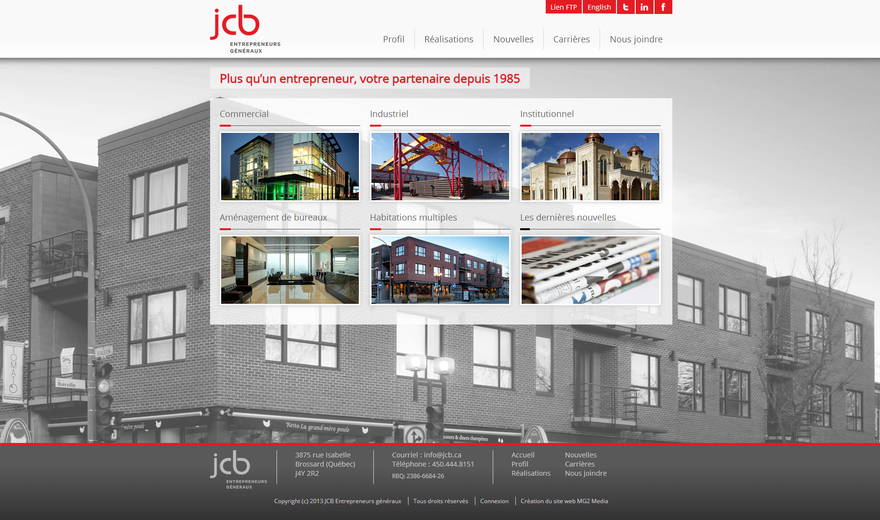 Lien FTP
English
jcb
ENTREPRENEURS
GÉNÉRAUX
Profil
Réalisations
Nouvelles
Carrières
Nous joindre
Plus qu'un entrepreneur, votre partenaire depuis 1985
Commercial
Industriel
Institutionnel
Aménagement de bureaux
Habitations multiples
Les dernières nouvelles
jcb
ENTREPRENEURS
GÉNÉRAUX
3875 rue Isabelle
Brossard (Québec)
J4Y 2R2
Courriel : info@jcb.ca
Téléphone : 450.444.8151
RBQ: 2386-6684-26
Accueil
Profil
Réalisations
Nouvelles
Carrières
Nous joindre
Copyright (c) 2013 JCB Entrepreneurs généraux
Tous droits réservés
Connexion
Création du site web MG2 Media